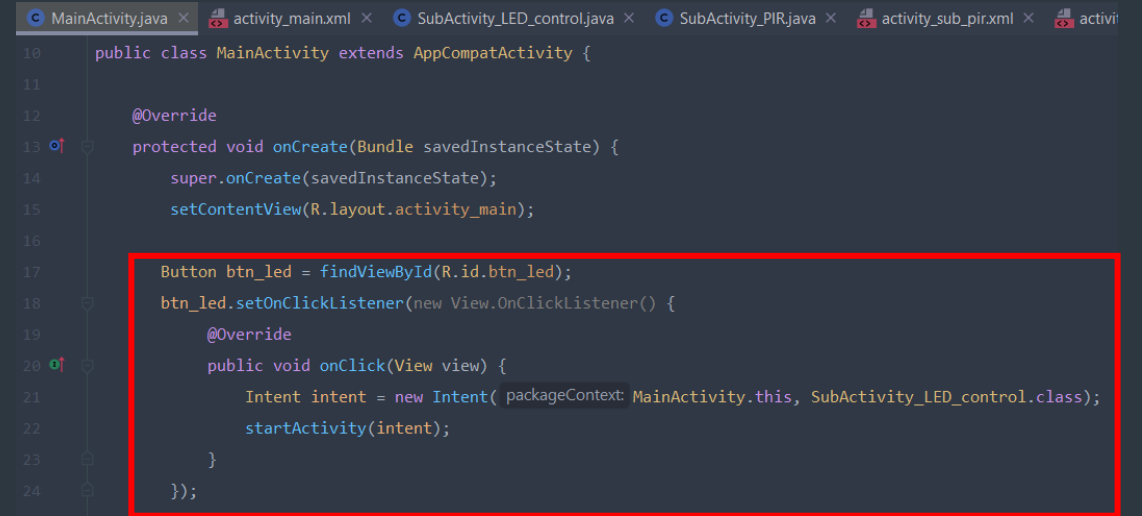 MainActivity.java × activity_main.xml × SubActivity_LED_control.java × SubActivity_PIR.java × activity_sub_pir.xml × activit
10 public class MainActivity extends AppCompatActivity {
11
12 @Override
13 protected void onCreate(Bundle savedInstanceState) {
14 super.onCreate(savedInstanceState);
15 setContentView(R.layout.activity_main);
16
17 Button btn_led = findViewById(R.id.btn_led);
18 btn_led.setOnClickListener(new View.OnClickListener() {
19 @Override
20 public void onClick(View view) {
21 Intent intent = new Intent( packageContext: MainActivity.this, SubActivity_LED_control.class);
22 startActivity(intent);
23 }
24 });